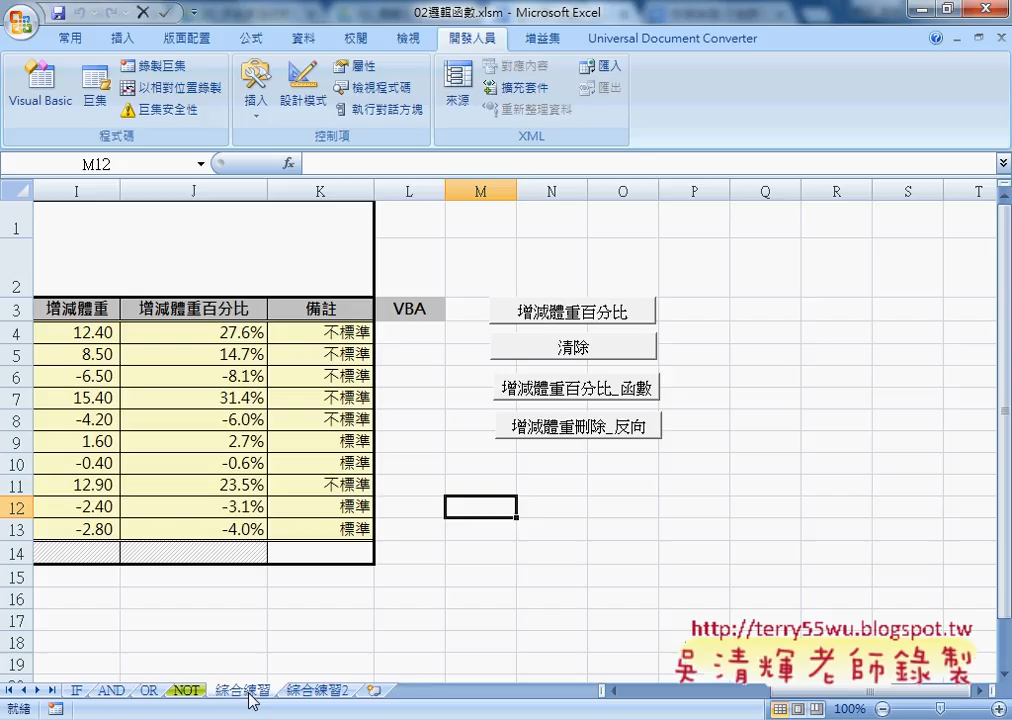 02邏輯函數.xlsm - Microsoft Excel
常用 插入 版面配置 公式 資料 校閱 檢視 開發人員 增益集 Universal Document Converter
Visual Basic 巨集 錄製巨集 以相對位置錄製 巨集安全性 程式碼
插入 設計模式 屬性 檢視程式碼 執行對話方塊 控制項
來源 對應內容 擴充套件 重新整理資料 匯入 匯出 XML
M12 fx
I J K L M N O P Q R S T
1
2
3 增減體重 增減體重百分比 備註 VBA 增減體重百分比
4 12.40 27.6% 不標準
5 8.50 14.7% 不標準 清除
6 -6.50 -8.1% 不標準
7 15.40 31.4% 不標準 增減體重百分比_函數
8 -4.20 -6.0% 不標準 增減體重刪除_反向
9 1.60 2.7% 標準
10 -0.40 -0.6% 標準
11 12.90 23.5% 不標準
12 -2.40 -3.1% 標準
13 -2.80 -4.0% 標準
14
15
16
17
18
19
http://terry55wu.blogspot.tw
吳清輝老師錄製
IF AND OR NOT 綜合練習 綜合練習2
就緒 100%